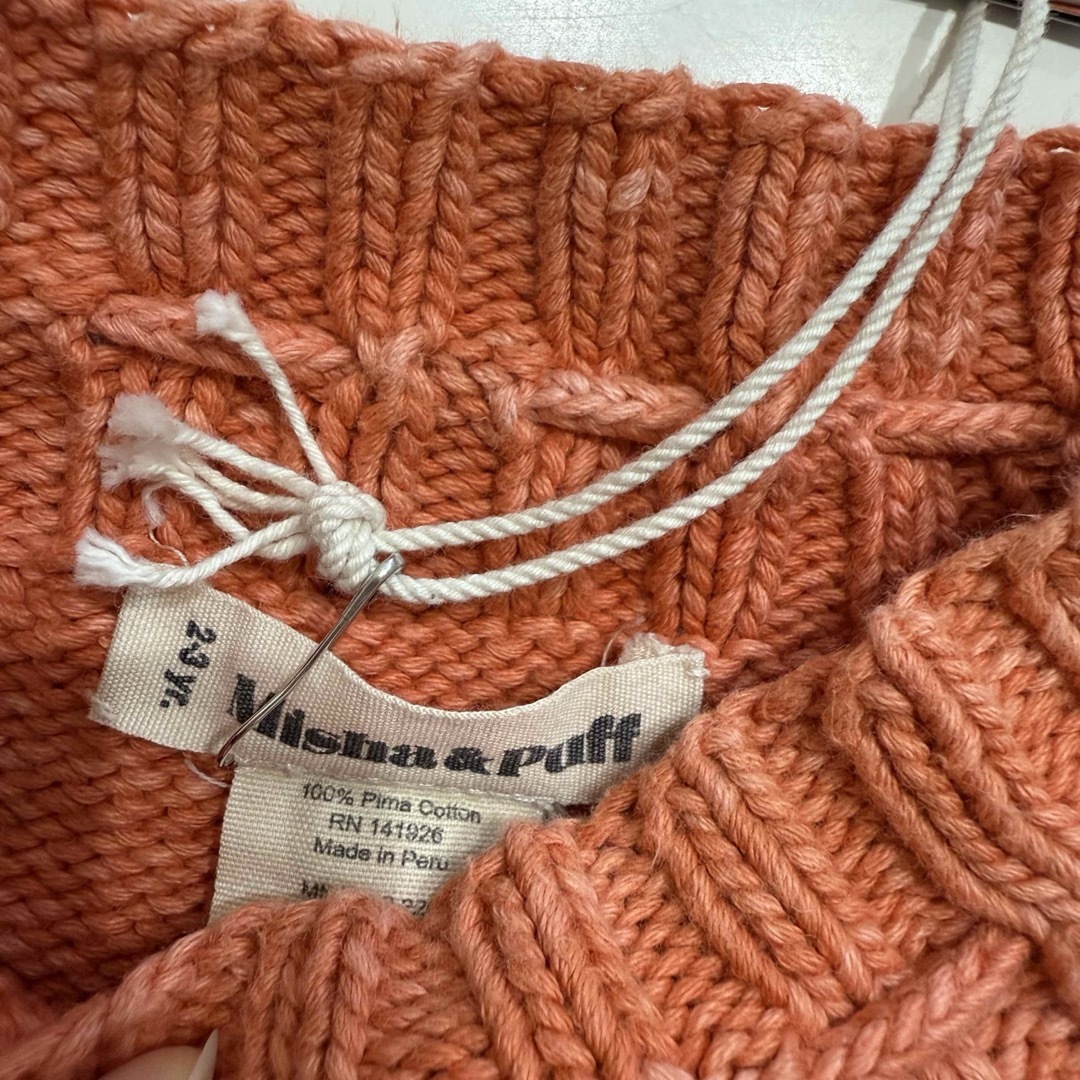 2-3 yr.
Misha & Puff
100% Pima Cotton
RN 141926
Made in Peru